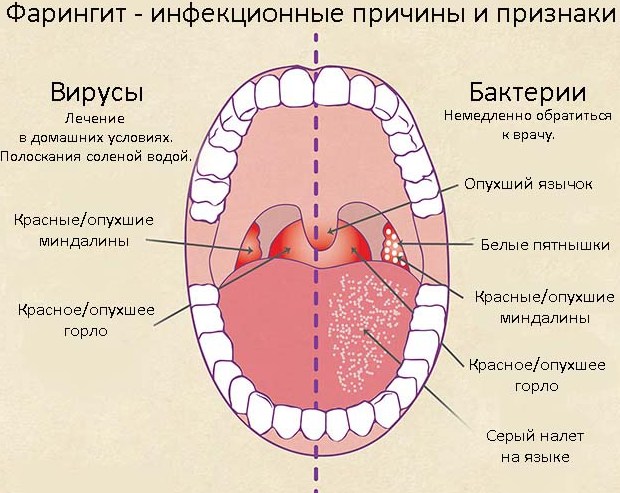 Фарингит - инфекционные причины и признаки
Вирусы
Лечение
в домашних условиях.
Полоскания соленой водой.
Красные/опухшие
миндалины
Красное/опухшее
горло
Бактерии
Немедленно обратиться
к врачу.
Опухший язычок
Белые пятнышки
Красные/опухшие
миндалины
Красное/опухшее
горло
Серый налет
на языке